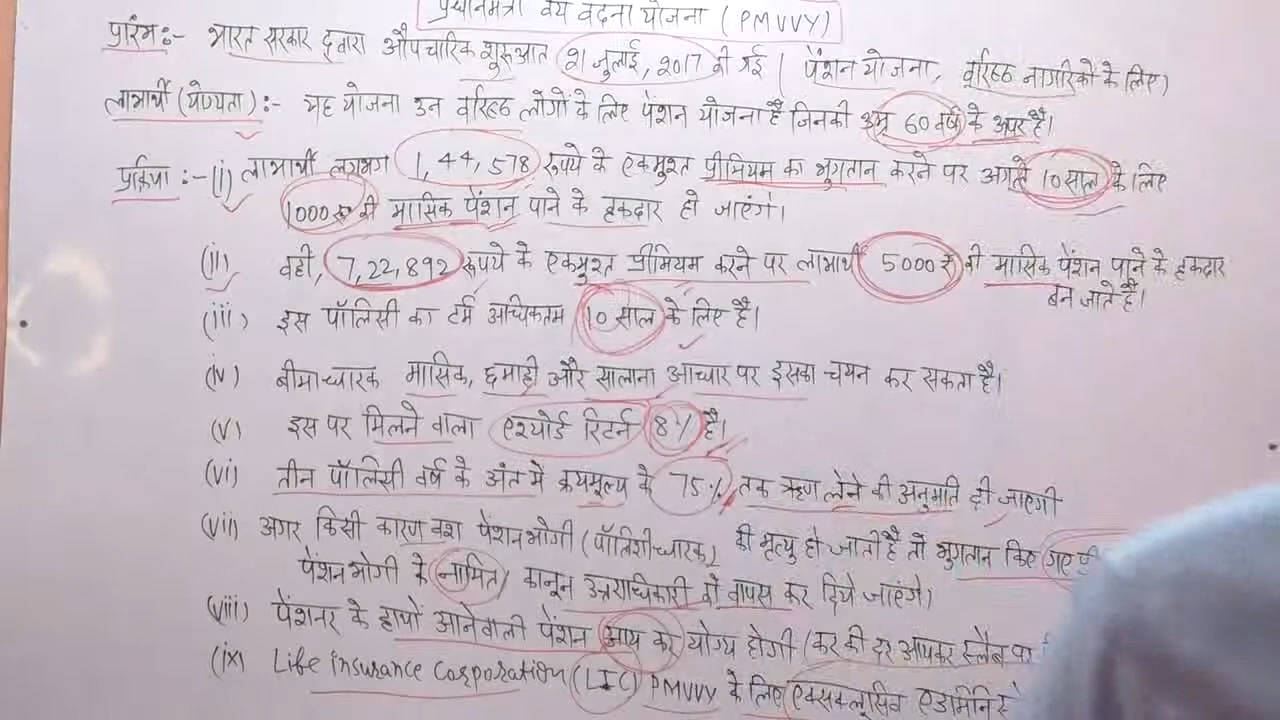 प्रधानमंत्री वय वंदना योजना (PMVVY)
प्रारंभ :- भारत सरकार द्वारा औपचारिक शुरुआत 21 जुलाई, 2017 की गई | पेंशन योजना, वरिष्ठ नागरिकों के लिए)
लाभार्थी (योग्यता) :- यह योजना उन वरिष्ठ लोगों के लिए पेंशन योजना है जिनकी उम्र 60 वर्ष के ऊपर है।
प्रक्रिया :- (i) लाभार्थी लगभग 1,44,578 रुपये के एकमुश्त प्रीमियम का भुगतान करने पर अगले 10 साल के लिए
1000 रू की मासिक पेंशन पाने के हकदार हो जाएंगे।
(ii) वही, 7,22,892 रुपये के एकमुश्त प्रीमियम करने पर लाभार्थी 5000 ₹ की मासिक पेंशन पाने के हकदार
बन जाते है।
(iii) इस पॉलिसी का टर्म अधिकतम 10 साल के लिए है।
(iv) बीमाधारक मासिक, छमाही और सालाना आधार पर इसका चयन कर सकता है।
(v) इस पर मिलने वाला एश्योर्ड रिटर्न 8% है।
(vi) तीन पॉलिसी वर्ष के अंत में क्रयमूल्य के 75% तक ऋण लेने की अनुमति दी जाएगी
(vii) अगर किसी कारण वश पेंशनभोगी (पॉलिशीधारक) की मृत्यु हो जाती है तो भुगतान किए गए
पेंशनभोगी के नामित/ कानून उत्तराधिकारी को वापस कर दिये जाएंगे)
(viii) पेंशनर के हाथों आनेवाली पेंशन आय कर योग्य होगी (कर की दर आयकर स्लैब पर
(ix) Life insurance Corporation (LIC) PMVVY के लिए एक्सक्लूसिव